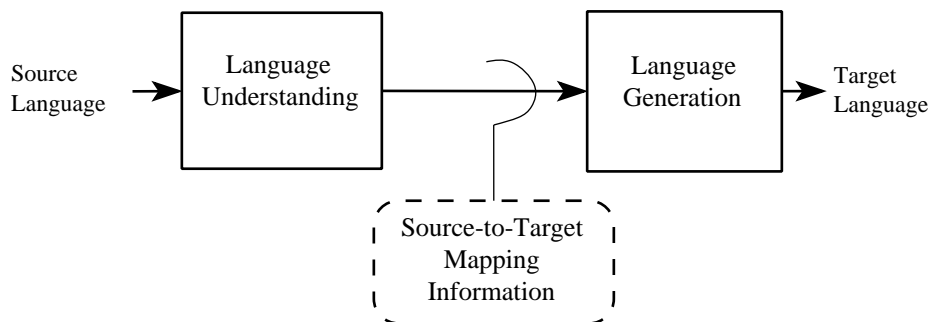 Source
Language
Language
Understanding
Source-to-Target
Mapping
Information
Language
Generation
Target
Language